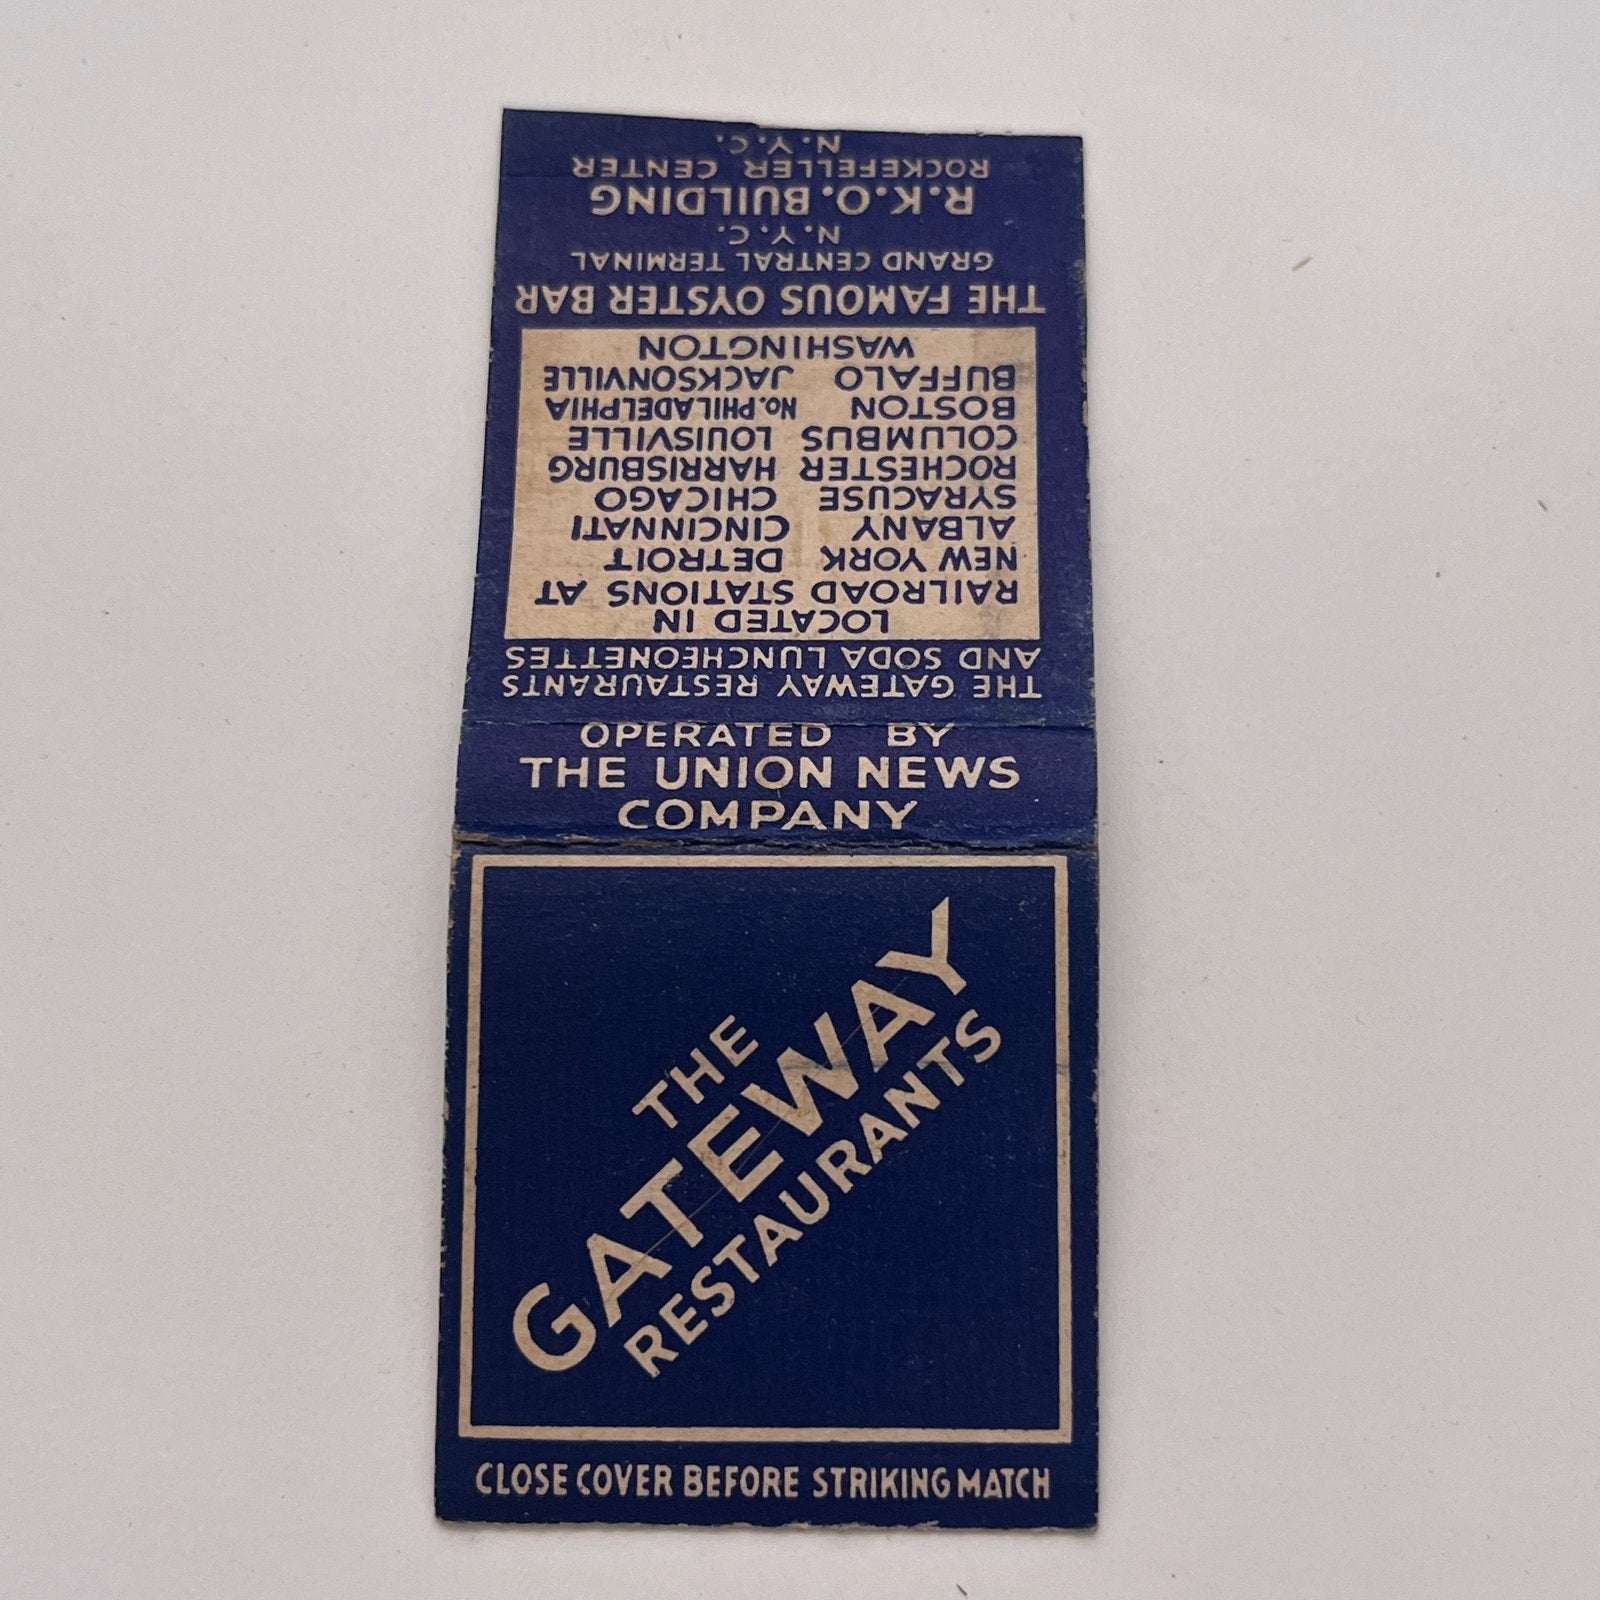 THE
GATEWAY
RESTAURANTS
CLOSE COVER BEFORE STRIKING MATCH
OPERATED BY
THE UNION NEWS
COMPANY
THE GATEWAY RESTAURANTS
AND SODA LUNCHEONETTES
LOCATED IN
RAILROAD STATIONS AT
NEW YORK DETROIT
ALBANY CINCINNATI
SYRACUSE CHICAGO
ROCHESTER HARRISBURG
COLUMBUS LOUISVILLE
BOSTON NO. PHILADELPHIA
BUFFALO JACKSONVILLE
WASHINGTON
THE FAMOUS OYSTER BAR
GRAND CENTRAL TERMINAL
N.Y.C.
R.K.O. BUILDING
ROCKEFELLER CENTER
N.Y.C.